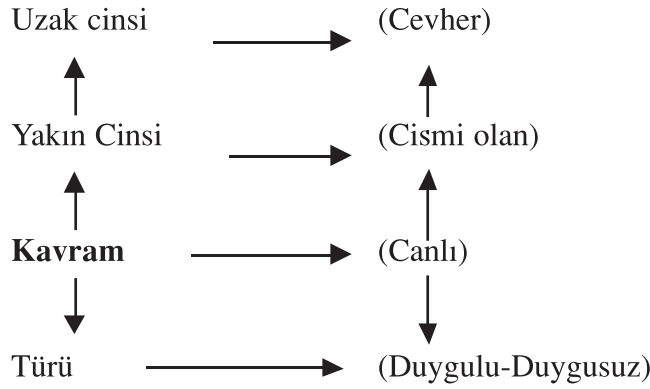 Uzak cinsi (Cevher)
Yakın Cinsi (Cismi olan)
Kavram (Canlı)
Türü (Duygulu-Duygusuz)